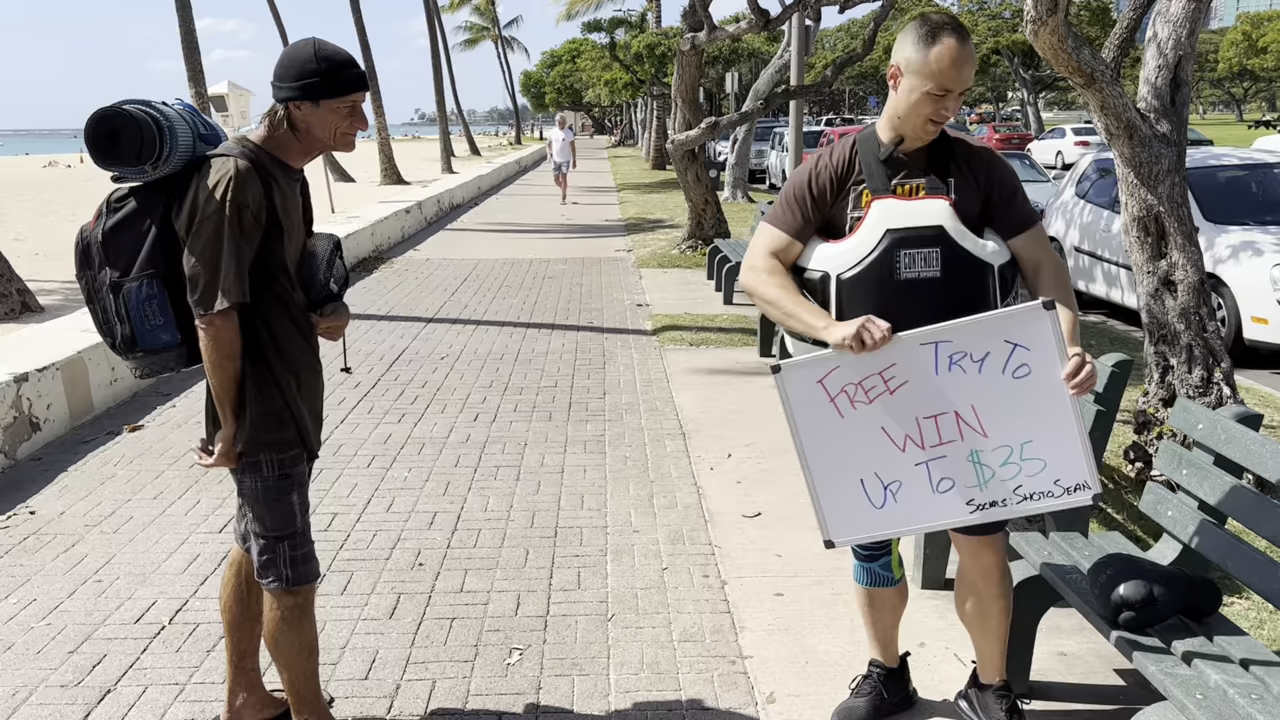 CONTENDER
FIGHT SPORTS
FREE TRY TO
WIN
UP TO $35
SOCIALS: SHOTOSEAN